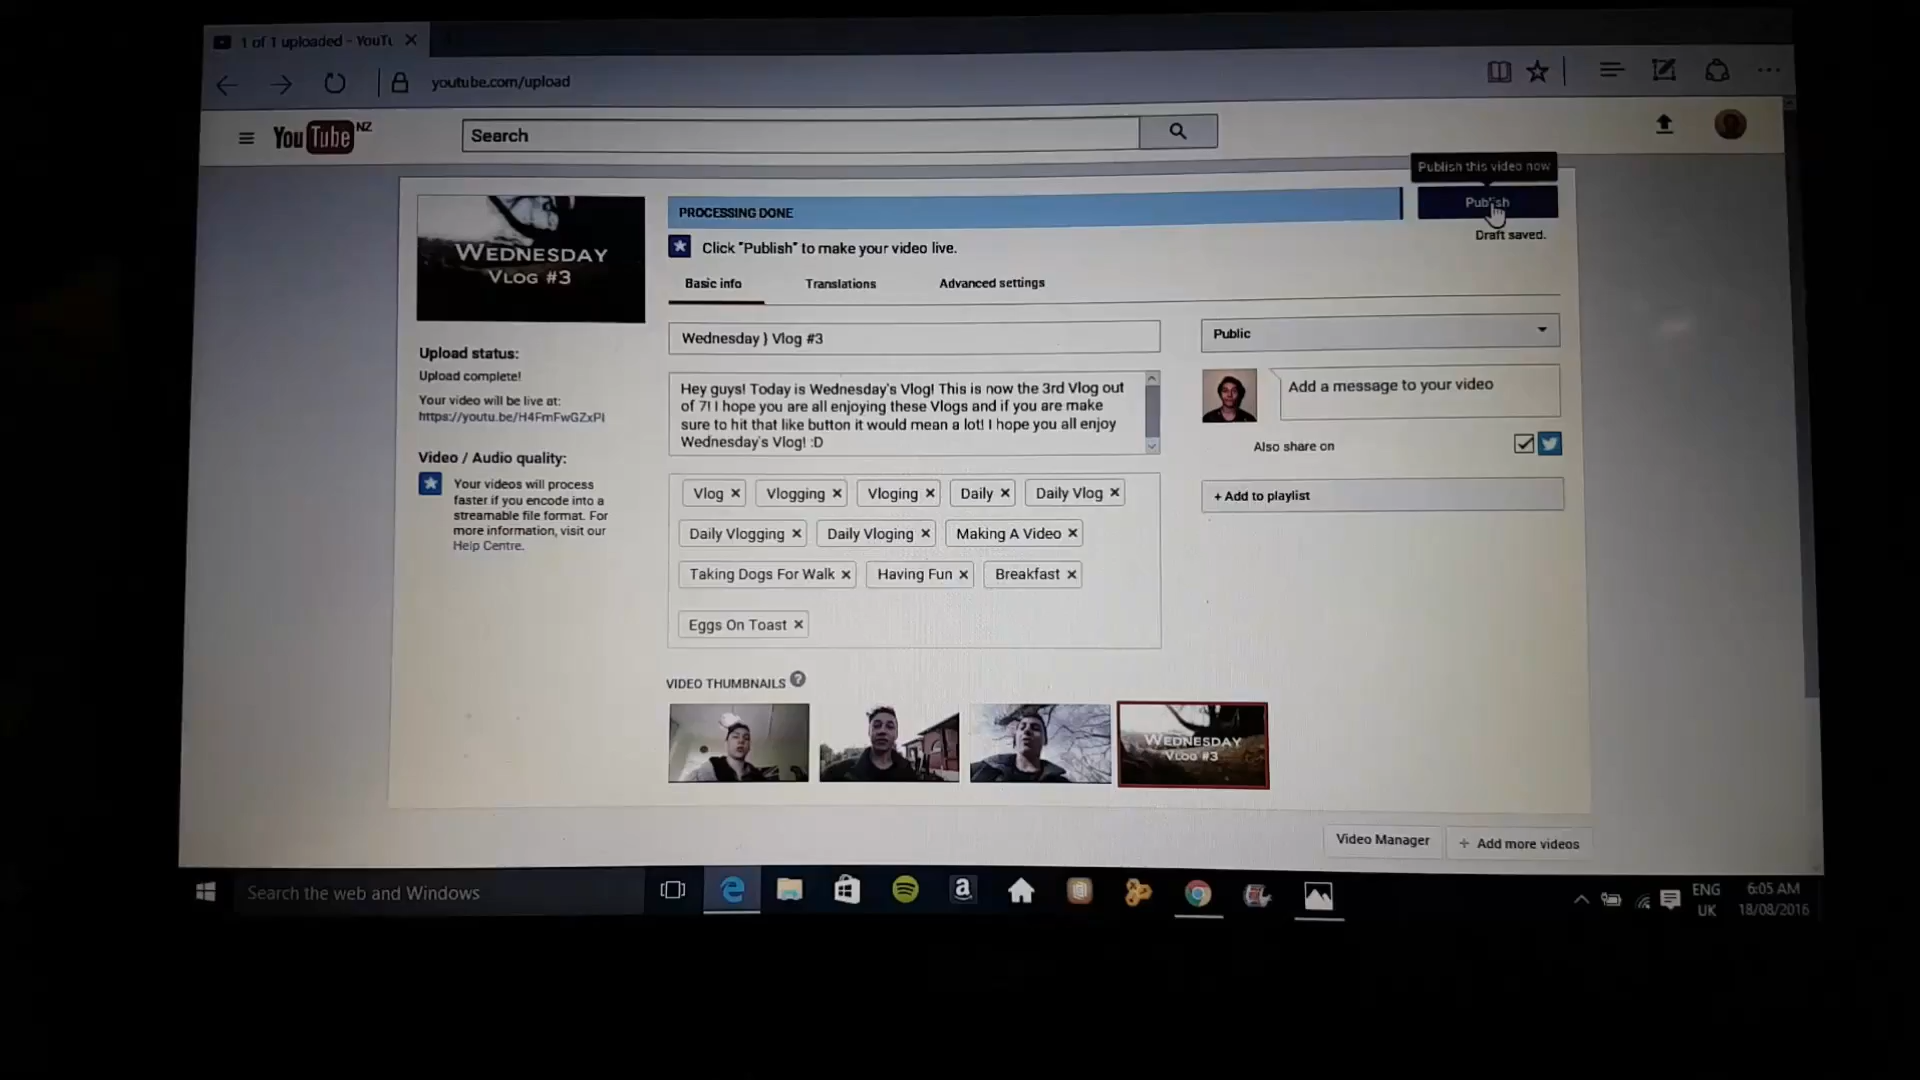 1 of 1 uploaded - YouTu
youtube.com/upload
YouTube NZ
Search
Publish this video now
WEDNESDAY
VLOG #3
PROCESSING DONE
Publish
Click "Publish" to make your video live.
Draft saved.
Basic info
Translations
Advanced settings
Wednesday } Vlog #3
Public
Upload status:
Upload complete!
Your video will be live at:
https://youtu.be/H4FmFwGZxPI
Hey guys! Today is Wednesday's Vlog! This is now the 3rd Vlog out
of 7! I hope you are all enjoying these Vlogs and if you are make
sure to hit that like button it would mean a lot! I hope you all enjoy
Wednesday's Vlog! :D
Add a message to your video
Also share on
Video / Audio quality:
Your videos will process
faster if you encode into a
streamable file format. For
more information, visit our
Help Centre.
+ Add to playlist
Vlog × Vlogging × Vloging × Daily × Daily Vlog ×
Daily Vlogging × Daily Vloging × Making A Video ×
Taking Dogs For Walk × Having Fun × Breakfast ×
Eggs On Toast ×
VIDEO THUMBNAILS ?
WEDNESDAY
VLOG #3
Video Manager
+ Add more videos
Search the web and Windows
ENG
UK
6:05 AM
18/08/2016